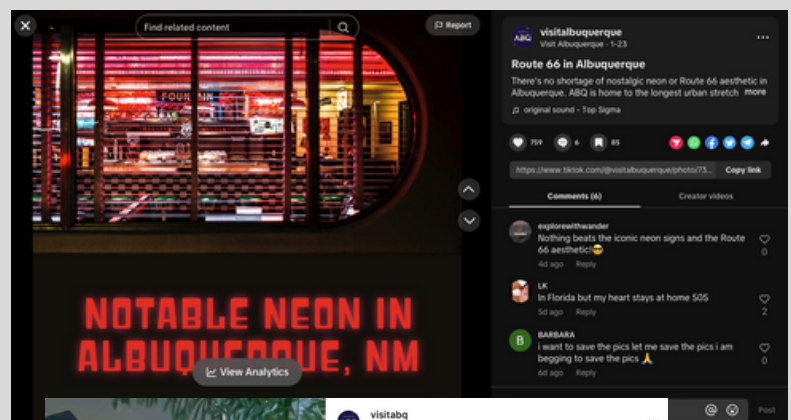 Find related content
Report
FOUN IN
NOTABLE NEON IN
ALBUQUERQUE, NM
View Analytics
visitalbuquerque
Visit Albuquerque · 1-23
Route 66 in Albuquerque
There's no shortage of nostalgic neon or Route 66 aesthetic in
Albuquerque. ABQ is home to the longest urban stretch more
original sound - Top Sigma
759 6 85
https://www.tiktok.com/@visitalbuquerque/photo/73... Copy link
Comments (6) Creator videos
explorewithwander
Nothing beats the iconic neon signs and the Route
66 aesthetic!😎
4d ago Reply
0
LK
In Florida but my heart stays at home 505
5d ago Reply
2
B
BARBARA
i want to save the pics let me save the pics i am
begging to save the pics 🙏
6d ago Reply
0
Post
visitabq
ABQ